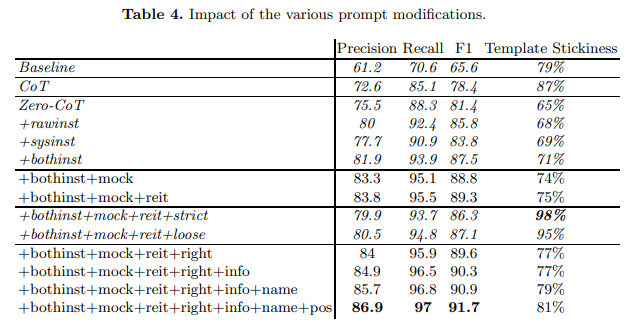 Table 4. Impact of the various prompt modifications.
Precision Recall F1 Template Stickiness
Baseline 61.2 70.6 65.6 79%
CoT 72.6 85.1 78.4 87%
Zero-CoT 75.5 88.3 81.4 65%
+rawinst 80 92.4 85.8 68%
+sysinst 77.7 90.9 83.8 69%
+bothinst 81.9 93.9 87.5 71%
+bothinst+mock 83.3 95.1 88.8 74%
+bothinst+mock+reit 83.8 95.5 89.3 75%
+bothinst+mock+reit+strict 79.9 93.7 86.3 98%
+bothinst+mock+reit+loose 80.5 94.8 87.1 95%
+bothinst+mock+reit+right 84 95.9 89.6 77%
+bothinst+mock+reit+right+info 84.9 96.5 90.3 77%
+bothinst+mock+reit+right+info+name 85.7 96.8 90.9 79%
+bothinst+mock+reit+right+info+name+pos 86.9 97 91.7 81%